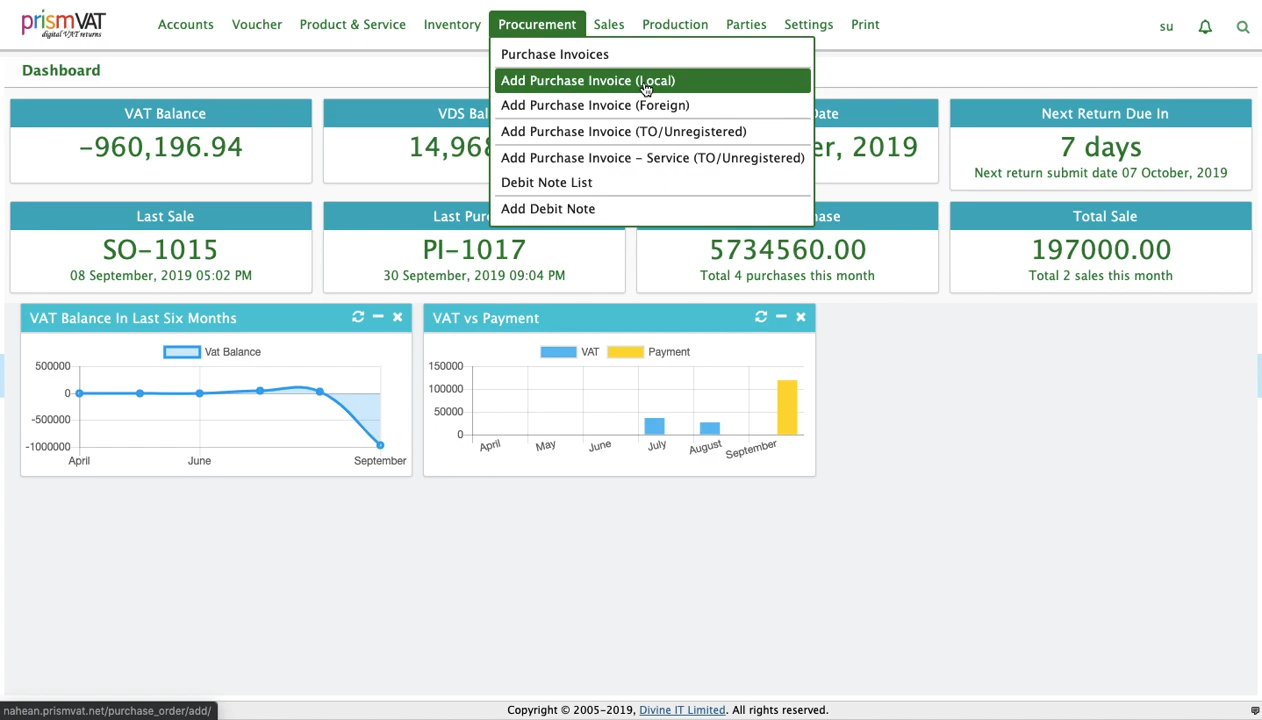 prismVAT
digital VAT returns
Accounts Voucher Product & Service Inventory Procurement Sales Production Parties Settings Print su
Purchase Invoices
Add Purchase Invoice (Local)
Add Purchase Invoice (Foreign)
Add Purchase Invoice (TO/Unregistered)
Add Purchase Invoice – Service (TO/Unregistered)
Debit Note List
Add Debit Note
Dashboard
VAT Balance
-960,196.94
VDS
14,96
2019
Next Return Due In
7 days
Next return submit date 07 October, 2019
Last Sale
SO-1015
08 September, 2019 05:02 PM
Last
PI-1017
30 September, 2019 09:04 PM
5734560.00
Total 4 purchases this month
Total Sale
197000.00
Total 2 sales this month
VAT Balance In Last Six Months
Vat Balance
500000
0
-500000
-1000000
April June September
VAT vs Payment
VAT Payment
150000
100000
50000
0
April May June July August September
nahean.prismvat.net/purchase_order/add/
Copyright © 2005-2019, Divine IT Limited. All rights reserved.